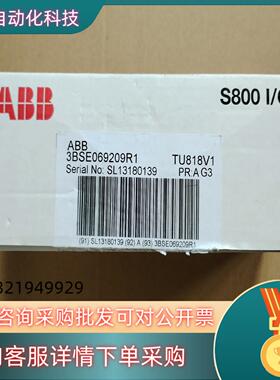 自动化科技
ABB
S800 I/
ABB
3BSE069209R1
TU818V1
Serial No: SL13180139
PR:A G3
(91) SL13180139 (92) A (93) 3BSE069209R1
321949929
咨询采购批发可对公开票
客服详情下单采购